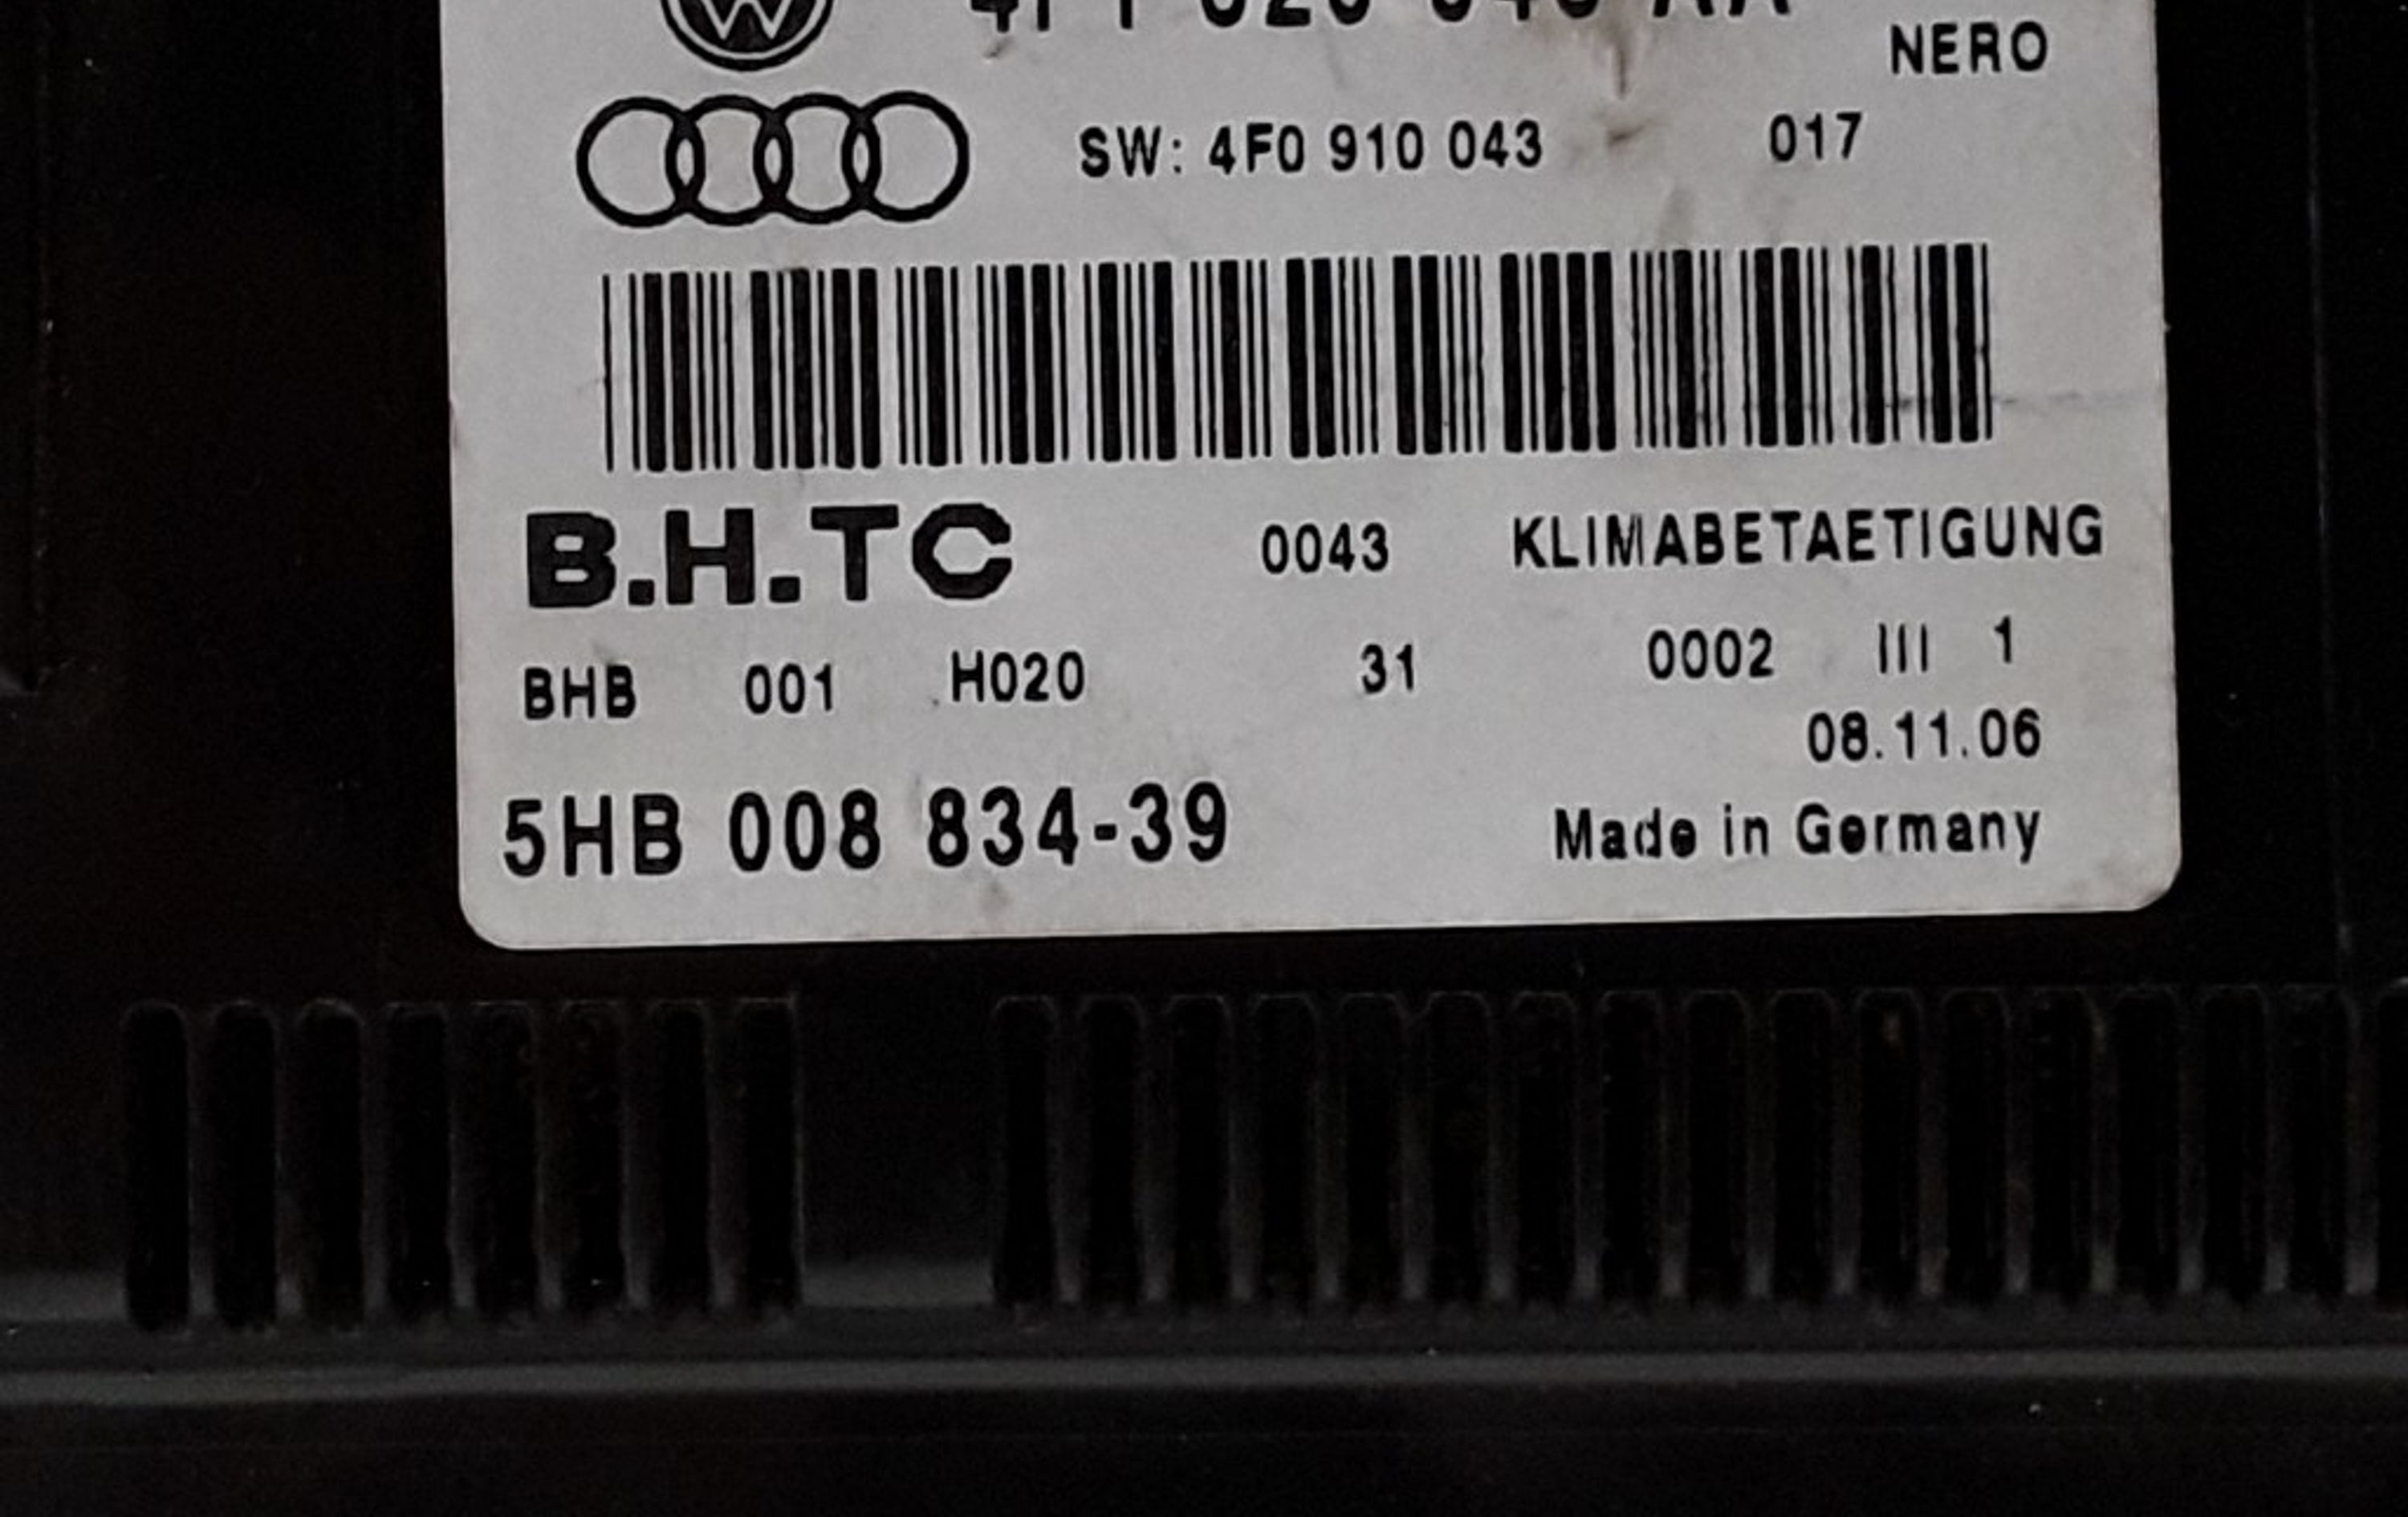 NERO
SW: 4F0 910 043 017
B.H.TC 0043 KLIMABETAETIGUNG
BHB 001 H020 31 0002 III 1
08.11.06
5HB 008 834-39 Made in Germany